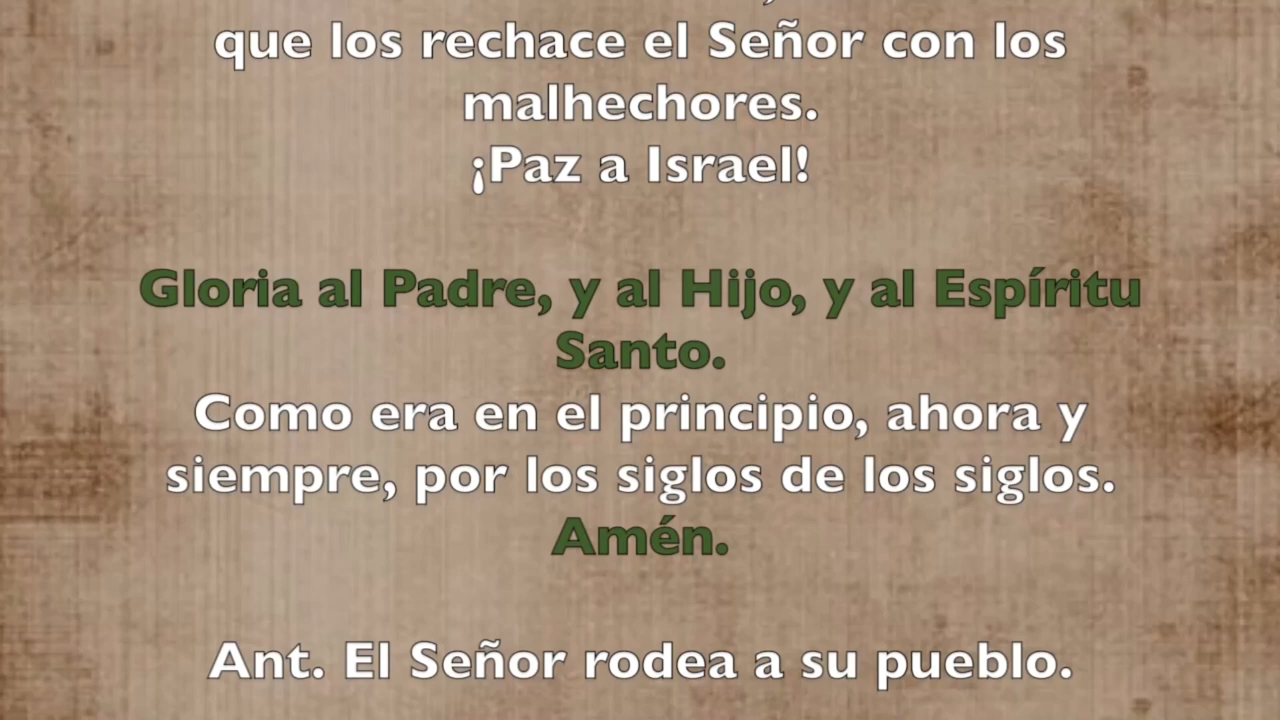 que los rechace el Señor con los
malhechores.
¡Paz a Israel!
Gloria al Padre, y al Hijo, y al Espíritu
Santo.
Como era en el principio, ahora y
siempre, por los siglos de los siglos.
Amén.
Ant. El Señor rodea a su pueblo.